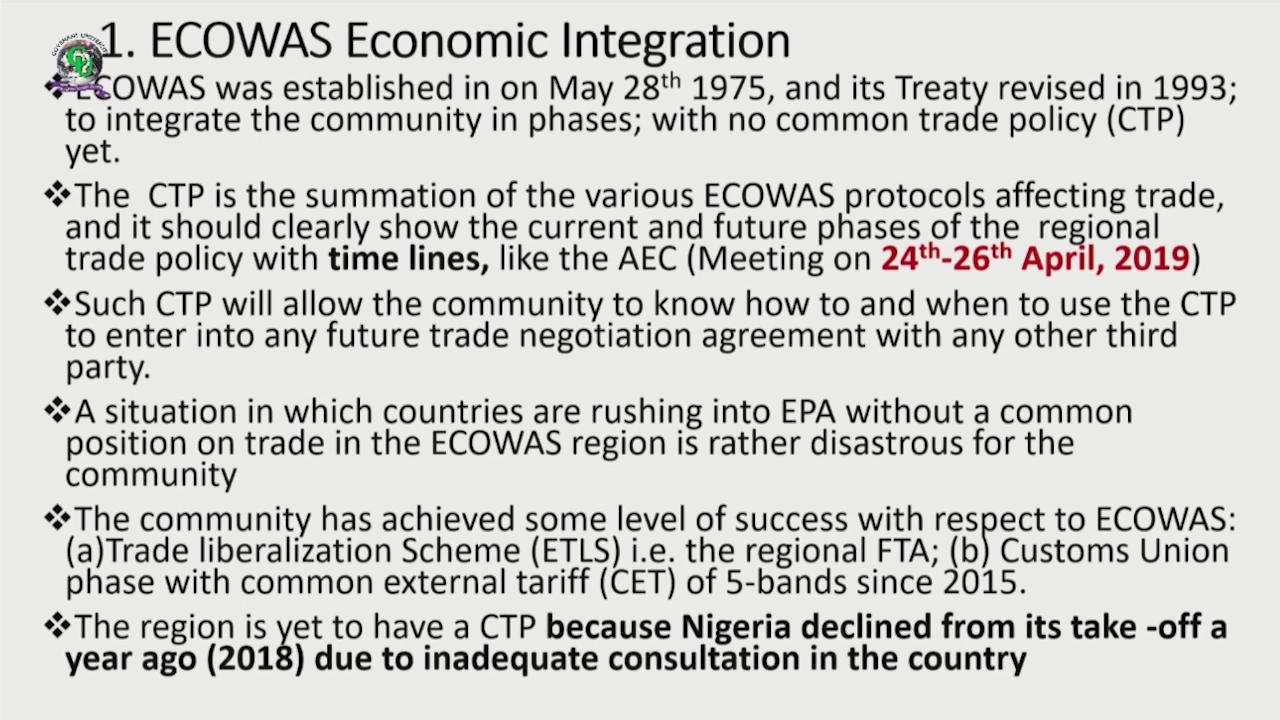 1. ECOWAS Economic Integration
❖ECOWAS was established in on May 28th 1975, and its Treaty revised in 1993;
to integrate the community in phases; with no common trade policy (CTP)
yet.
❖The  CTP is the summation of the various ECOWAS protocols affecting trade,
and it should clearly show the current and future phases of the  regional
trade policy with time lines, like the AEC (Meeting on 24th-26th April, 2019)
❖Such CTP will allow the community to know how to and when to use the CTP
to enter into any future trade negotiation agreement with any other third
party.
❖A situation in which countries are rushing into EPA without a common
position on trade in the ECOWAS region is rather disastrous for the
community
❖The community has achieved some level of success with respect to ECOWAS:
(a)Trade liberalization Scheme (ETLS) i.e. the regional FTA; (b) Customs Union
phase with common external tariff (CET) of 5-bands since 2015.
❖The region is yet to have a CTP because Nigeria declined from its take -off a
year ago (2018) due to inadequate consultation in the country